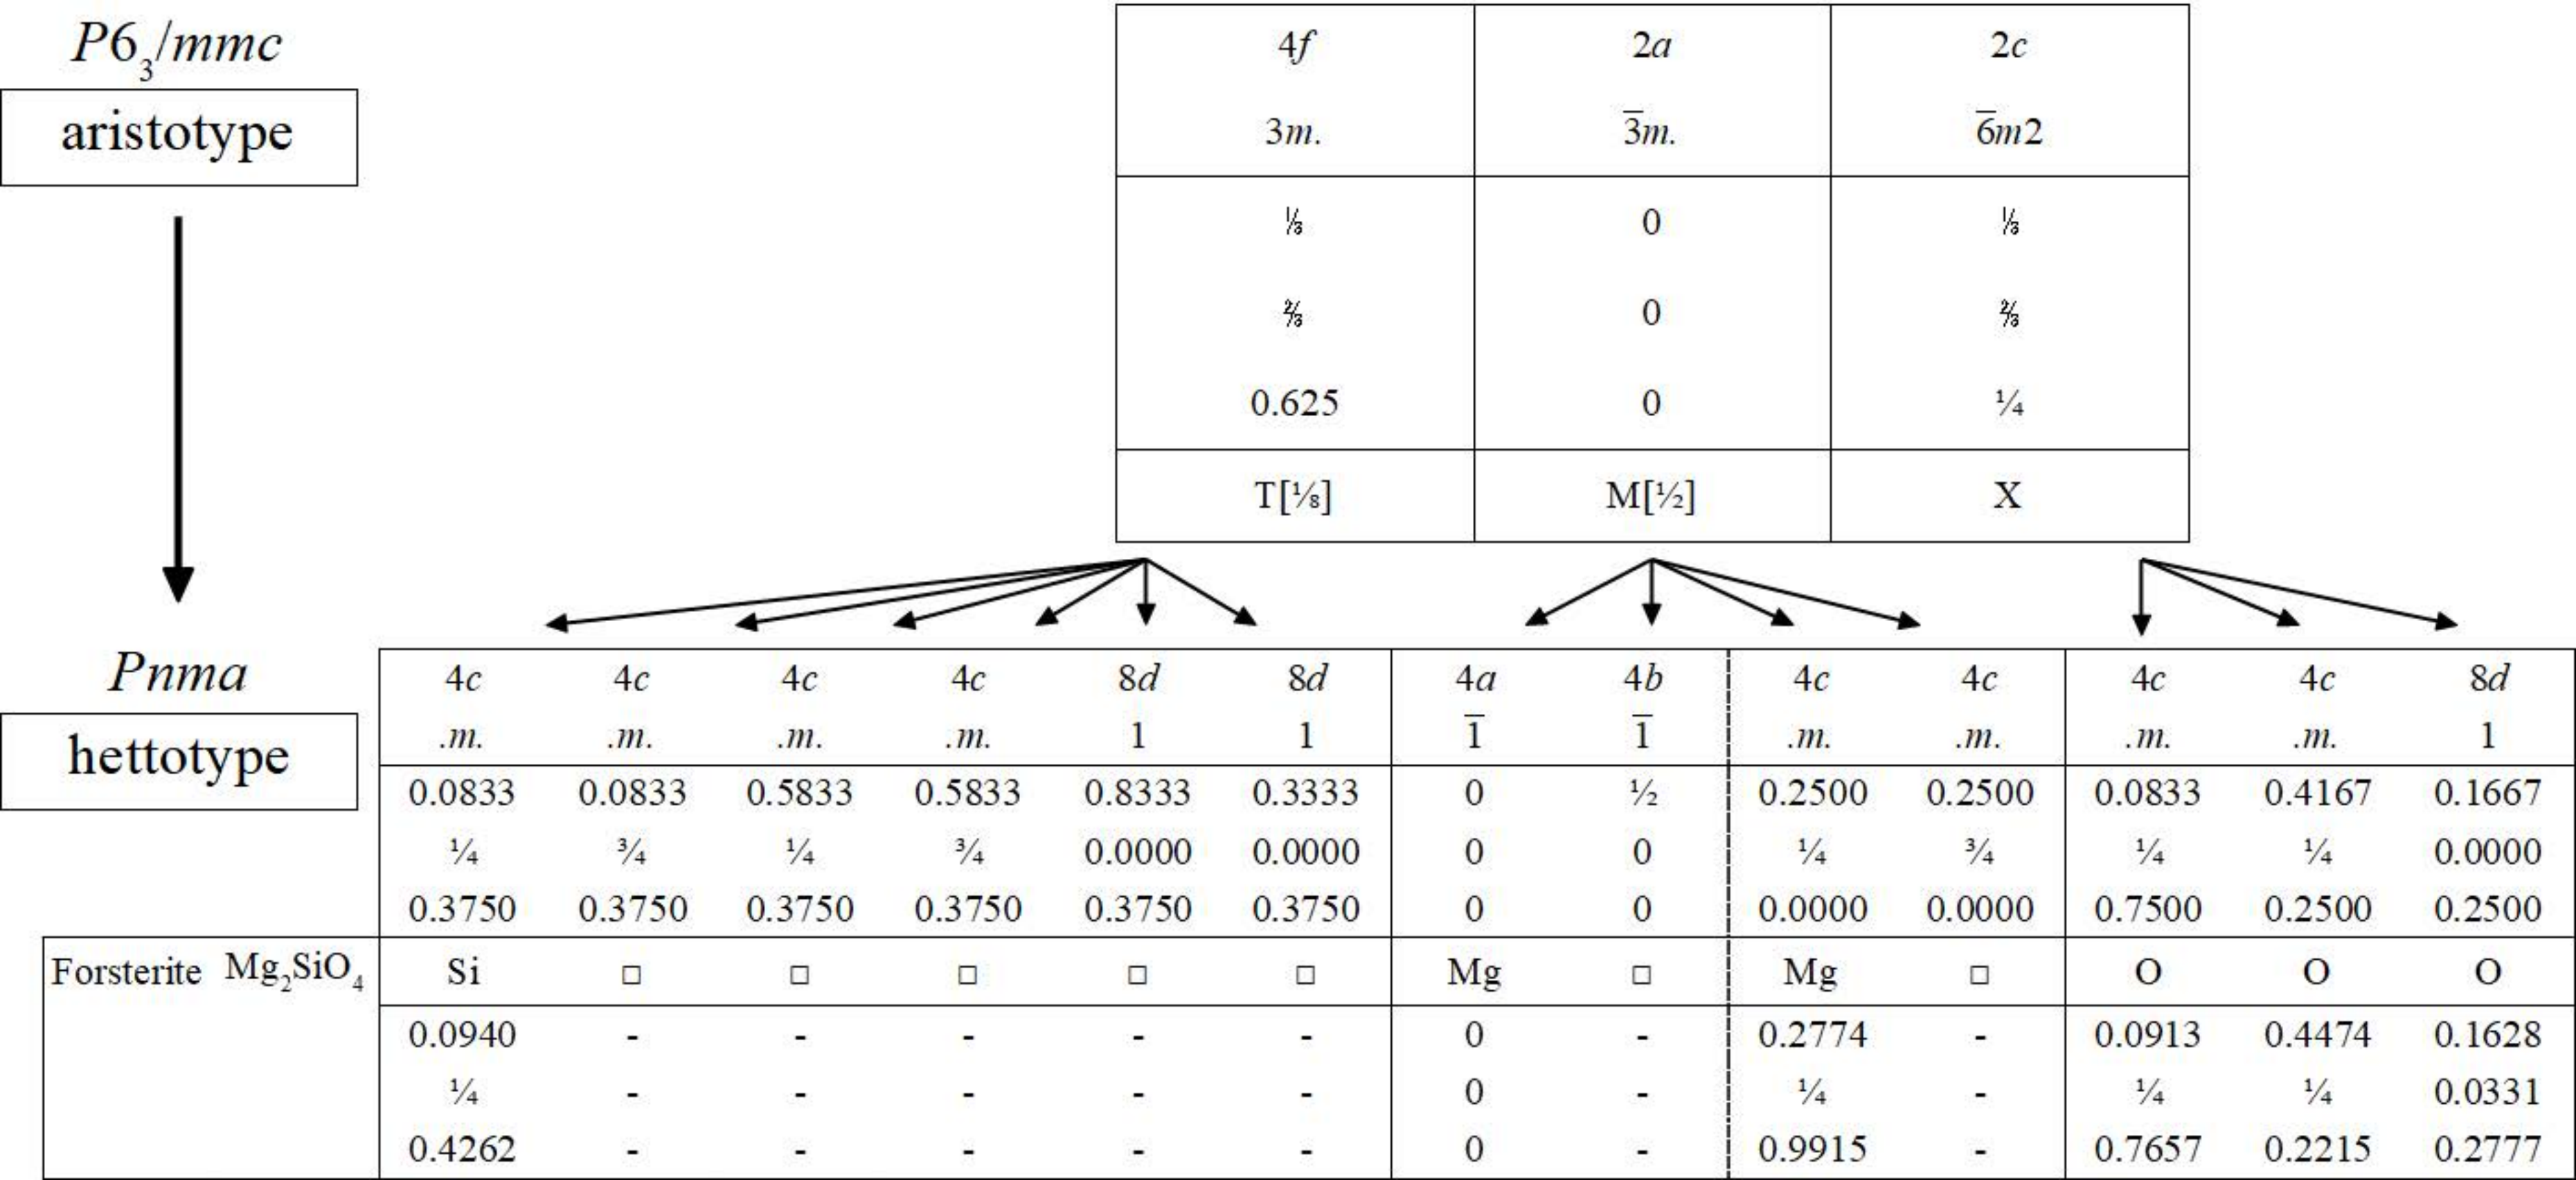 P6₃/mmc
aristotype
4f 2a 2c
3m. 3̅m. 6̅m2
⅓ 0 ⅓
⅔ 0 ⅔
0.625 0 ¼
T[⅛] M[½] X
Pnma
hettotype
4c 4c 4c 4c 8d 8d 4a 4b 4c 4c 4c 4c 8d
.m. .m. .m. .m. 1 1 1̅ 1̅ .m. .m. .m. .m. 1
0.0833 0.0833 0.5833 0.5833 0.8333 0.3333 0 ½ 0.2500 0.2500 0.0833 0.4167 0.1667
¼ ¾ ¼ ¾ 0.0000 0.0000 0 0 ¼ ¾ ¼ ¼ 0.0000
0.3750 0.3750 0.3750 0.3750 0.3750 0.3750 0 0 0.0000 0.0000 0.7500 0.2500 0.2500
Forsterite Mg₂SiO₄ Si □ □ □ □ □ Mg □ Mg □ O O O
0.0940 - - - - - 0 - 0.2774 - 0.0913 0.4474 0.1628
¼ - - - - - 0 - ¼ - ¼ ¼ 0.0331
0.4262 - - - - - 0 - 0.9915 - 0.7657 0.2215 0.2777